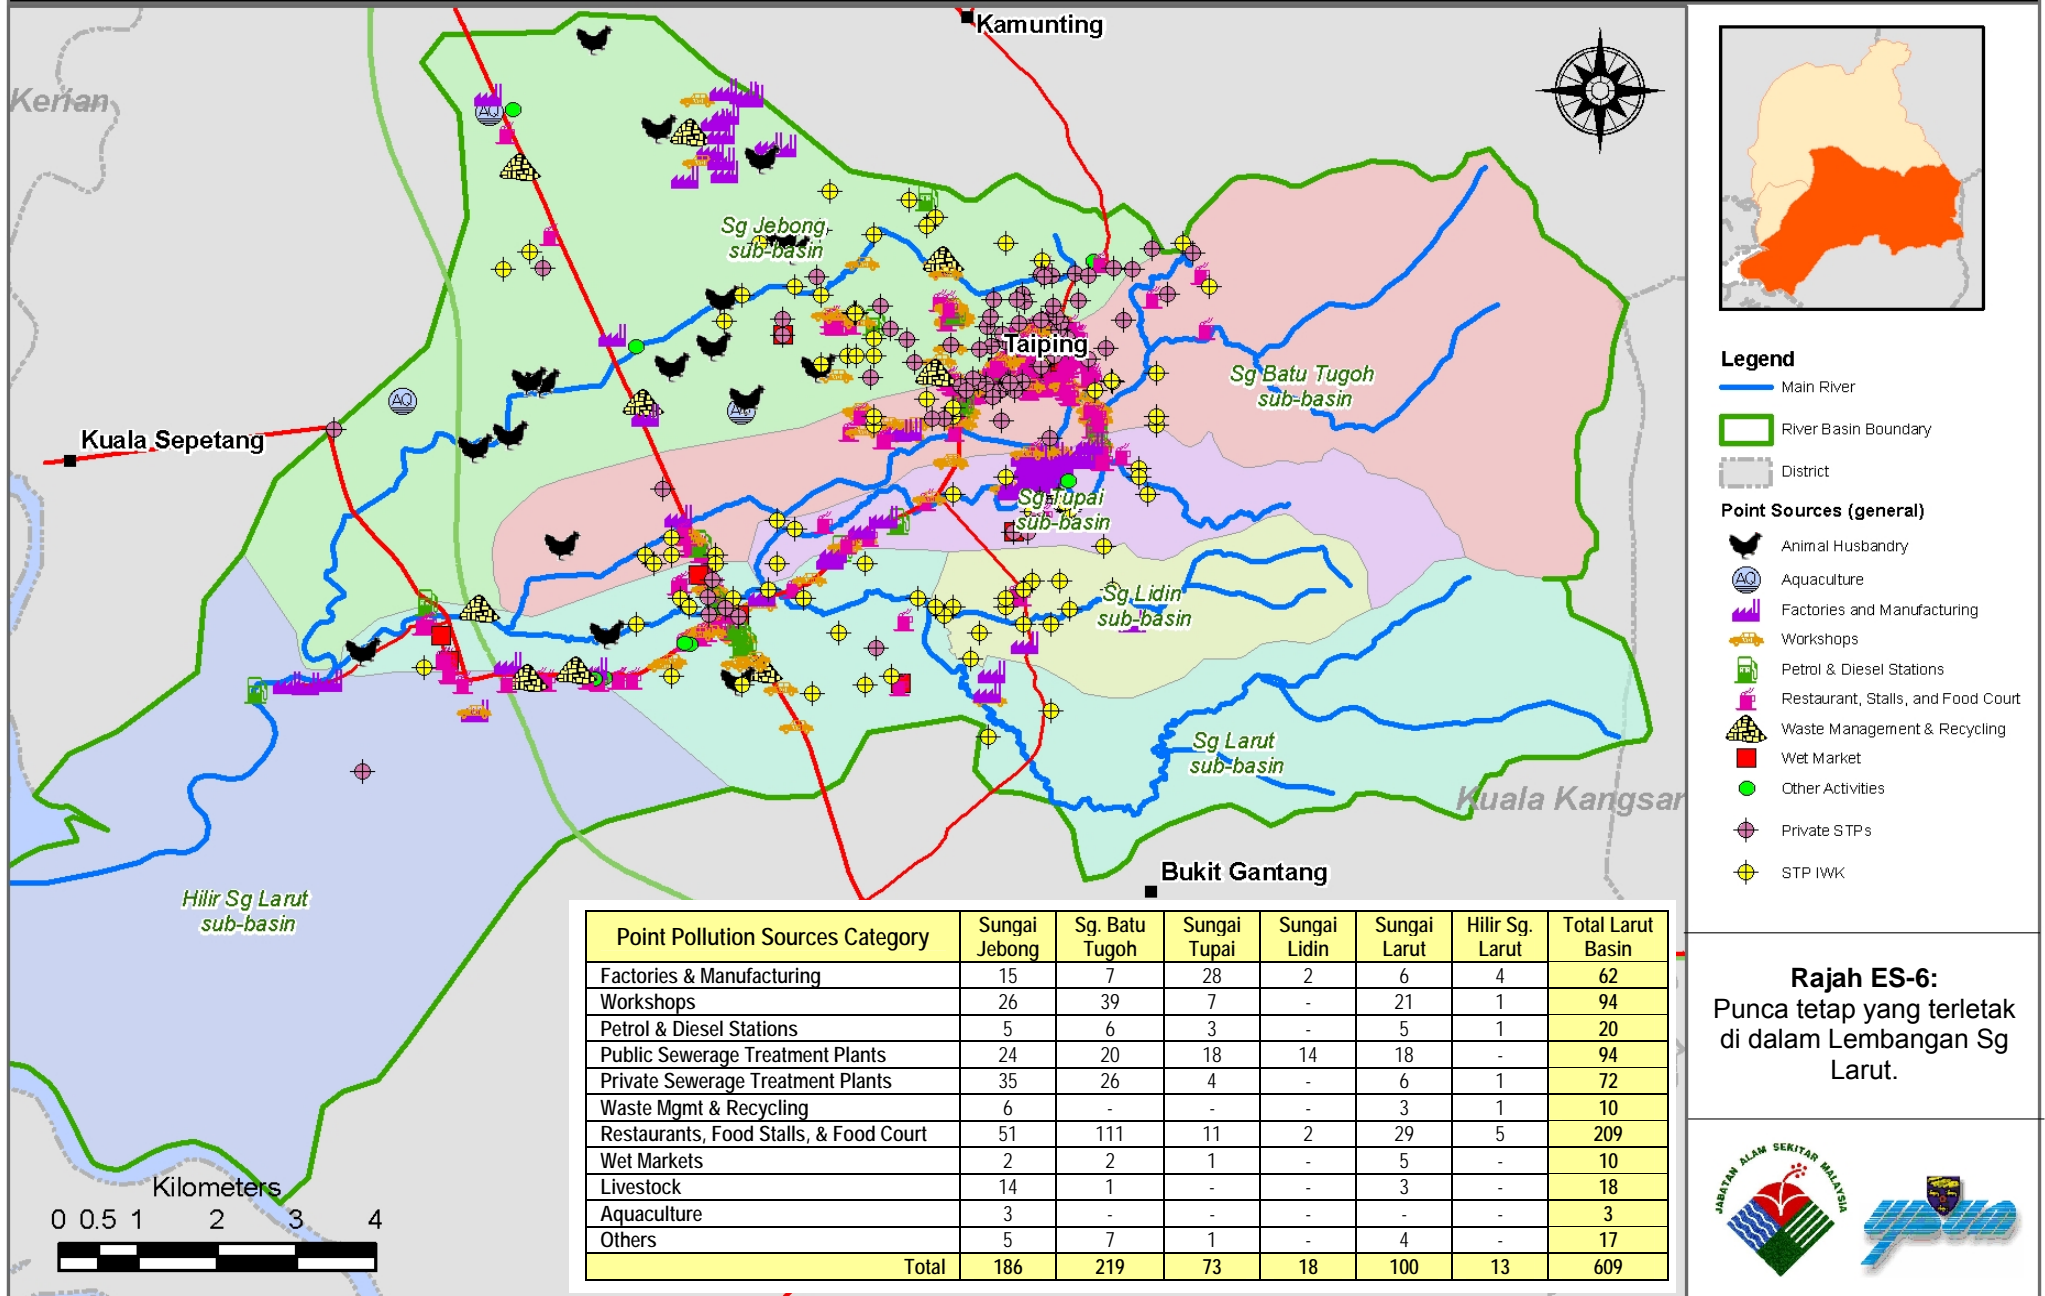 Kamunting
Kerian
Sg Jebong
sub-basin
Taiping
Sg Batu Tugoh
sub-basin
Kuala Sepetang
Sg Tupai
sub-basin
Sg Lidin
sub-basin
Sg Larut
sub-basin
Kuala Kangsar
Bukit Gantang
Hilir Sg Larut
sub-basin
AQ
AQ
AQ
Kilometers
0 0.5 1 2 3 4
Point Pollution Sources Category | Sungai Jebong | Sg. Batu Tugoh | Sungai Tupai | Sungai Lidin | Sungai Larut | Hilir Sg. Larut | Total Larut Basin
Factories & Manufacturing 15 7 28 2 6 4 62
Workshops 26 39 7 - 21 1 94
Petrol & Diesel Stations 5 6 3 - 5 1 20
Public Sewerage Treatment Plants 24 20 18 14 18 - 94
Private Sewerage Treatment Plants 35 26 4 - 6 1 72
Waste Mgmt & Recycling 6 - - - 3 1 10
Restaurants, Food Stalls, & Food Court 51 111 11 2 29 5 209
Wet Markets 2 2 1 - 5 - 10
Livestock 14 1 - - 3 - 18
Aquaculture 3 - - - - - 3
Others 5 7 1 - 4 17
Total 186 219 73 18 100 13 609
Legend
Main River
River Basin Boundary
District
Point Sources (general)
Animal Husbandry
AQ Aquaculture
Factories and Manufacturing
Workshops
Petrol & Diesel Stations
Restaurant, Stalls, and Food Court
Waste Management & Recycling
Wet Market
Other Activities
Private STPs
STP IWK
Rajah ES-6:
Punca tetap yang terletak
di dalam Lembangan Sg
Larut.
JABATAN ALAM SEKITAR MALAYSIA